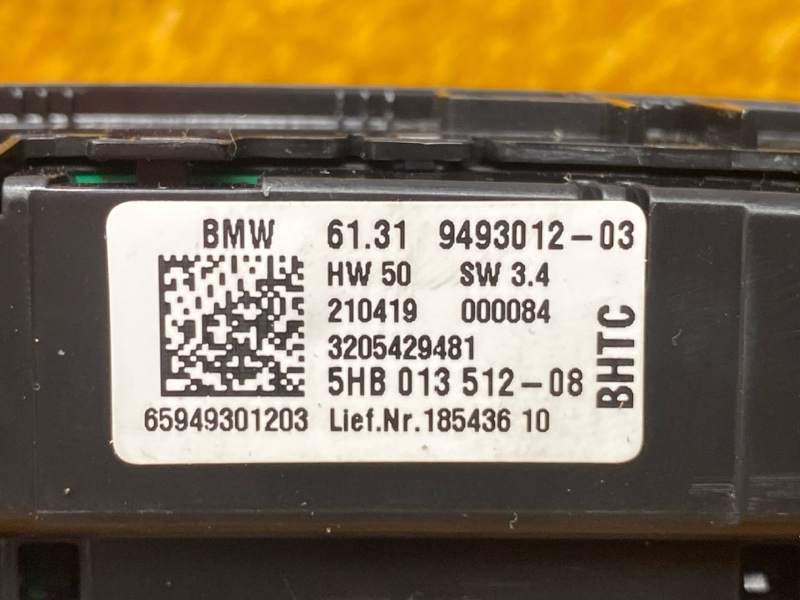 BMW 61.31 9493012-03
HW 50 SW 3.4
210419 000084
3205429481
5HB 013 512-08
65949301203 Lief.Nr.185436 10
BHTC